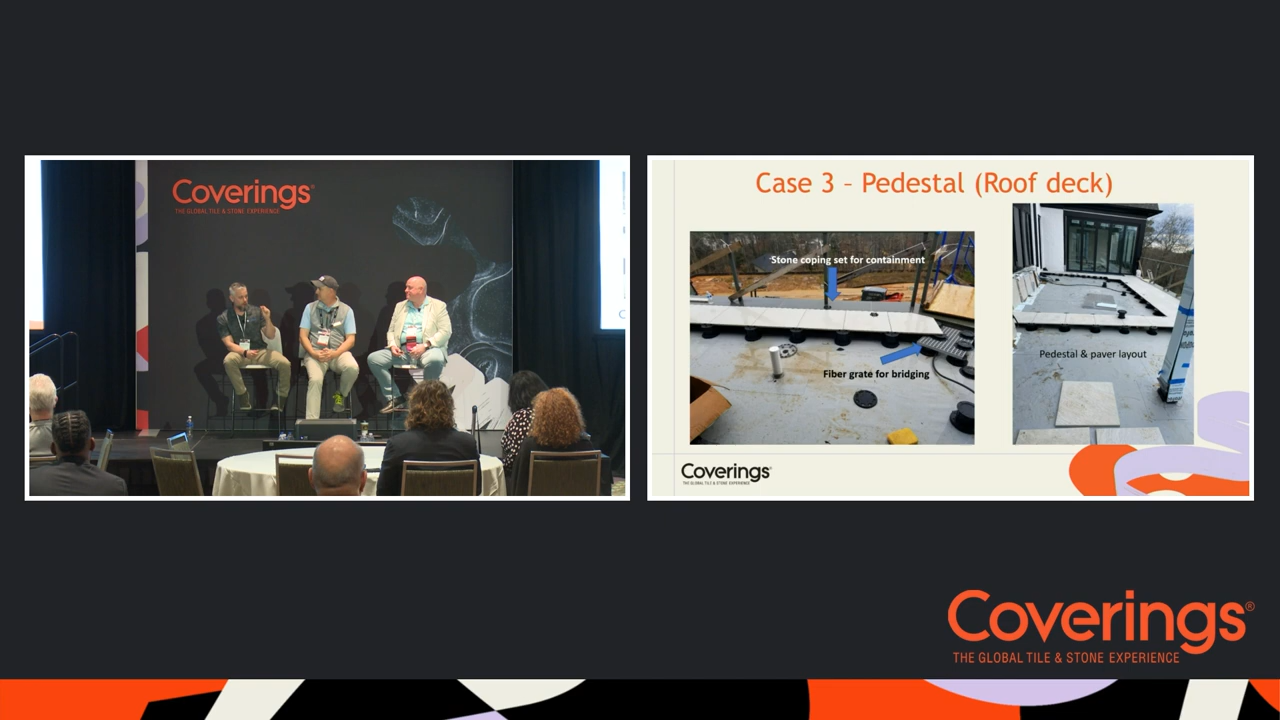 Coverings®
THE GLOBAL TILE & STONE EXPERIENCE
Case 3 – Pedestal (Roof deck)
Stone coping set for containment
Fiber grate for bridging
Pedestal & paver layout
Coverings®
THE GLOBAL TILE & STONE EXPERIENCE
Coverings®
THE GLOBAL TILE & STONE EXPERIENCE